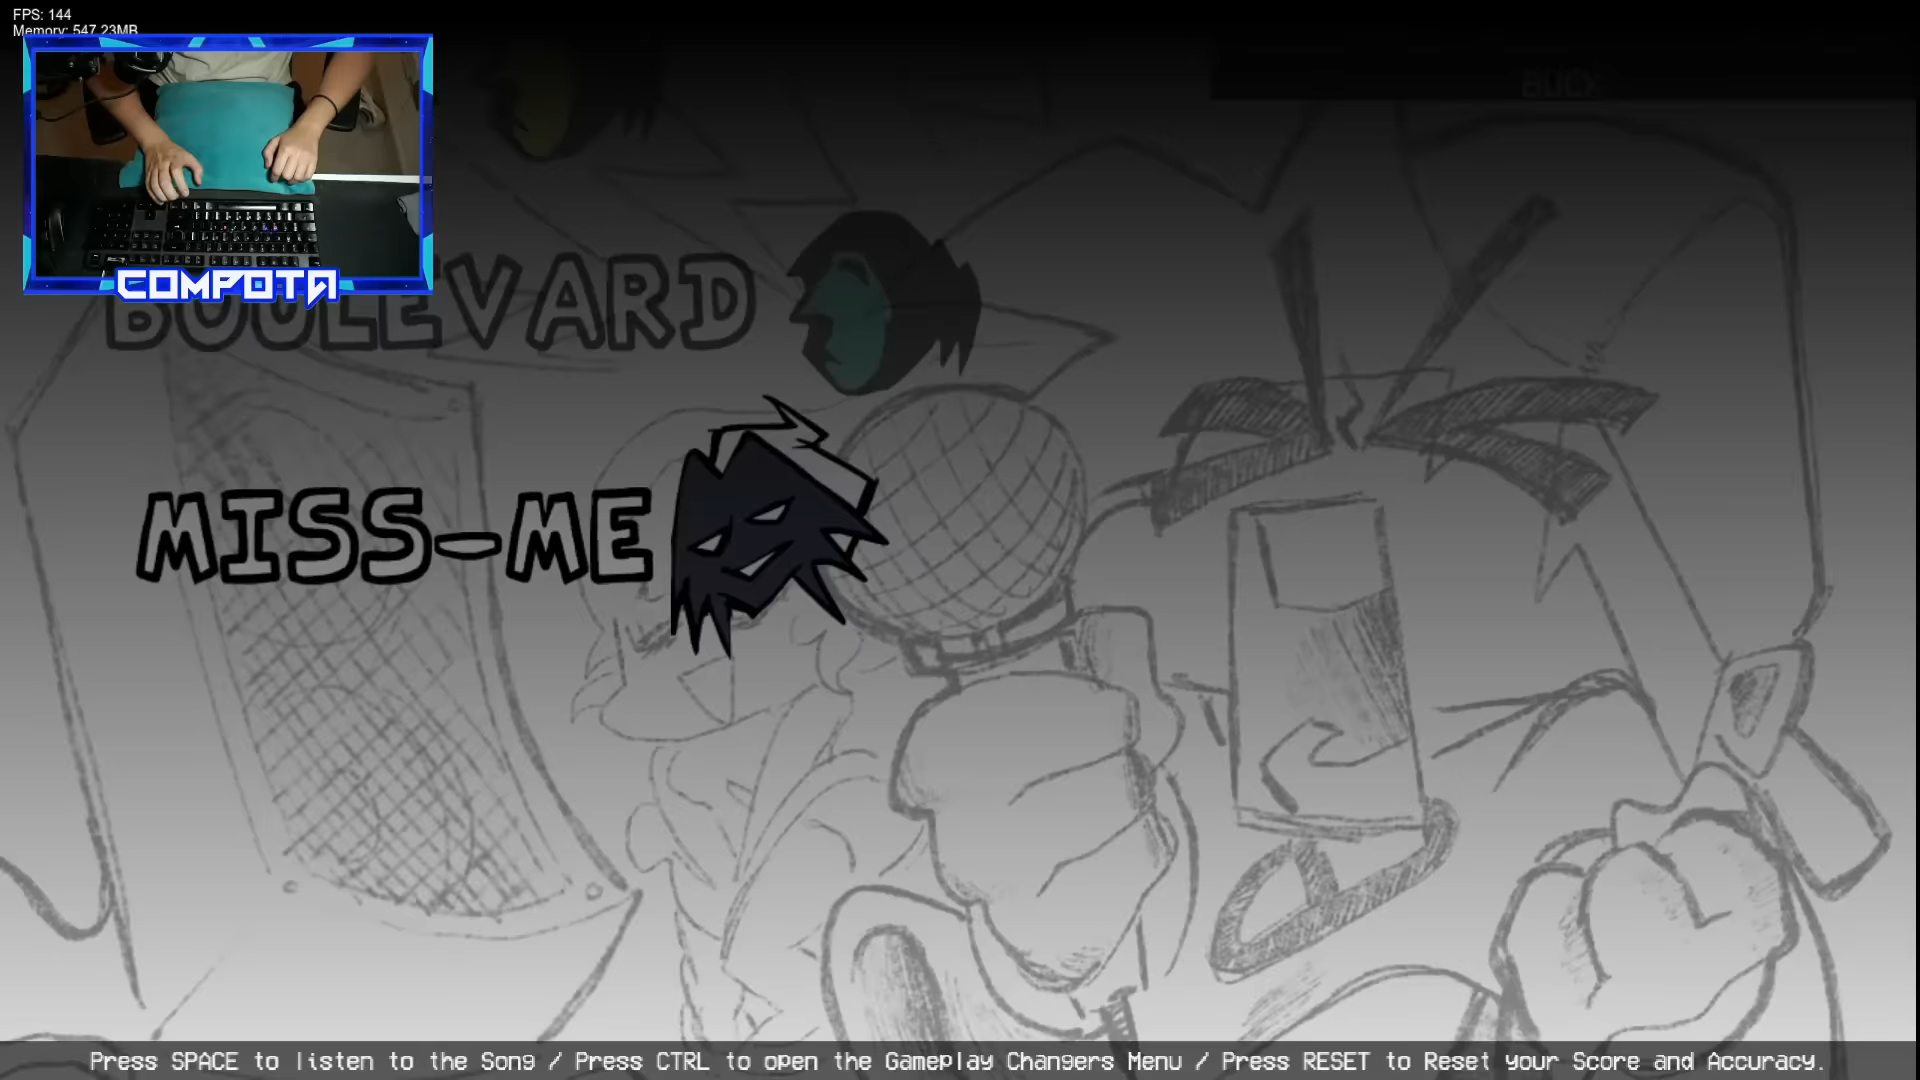 FPS: 144
Memory: 547.23MB
COMPOTA
BOULEVARD
MISS-ME
Press SPACE to listen to the Song / Press CTRL to open the Gameplay Changers Menu / Press RESET to Reset your Score and Accuracy.